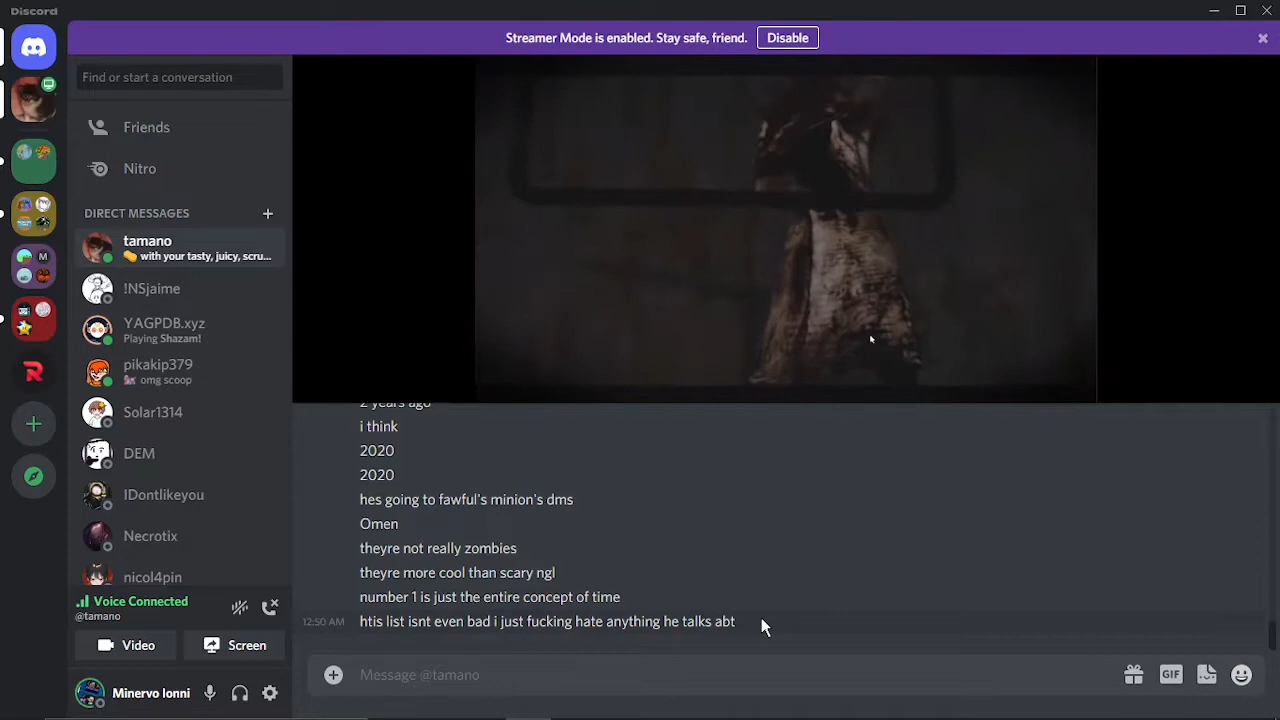 Discord
Streamer Mode is enabled. Stay safe, friend.
Disable
Find or start a conversation
Friends
Nitro
DIRECT MESSAGES
tamano
with your tasty, juicy, scru...
!NSjaime
YAGPDB.xyz
Playing Shazam!
pikakip379
omg scoop
Solar1314
DEM
IDontlikeyou
Necrotix
nicol4pin
Voice Connected
@tamano
Video
Screen
Minervo Ionni
2 years ago
i think
2020
2020
hes going to fawful's minion's dms
Omen
theyre not really zombies
theyre more cool than scary ngl
number 1 is just the entire concept of time
12:50 AM htis list isnt even bad i just fucking hate anything he talks abt
Message @tamano
GIF